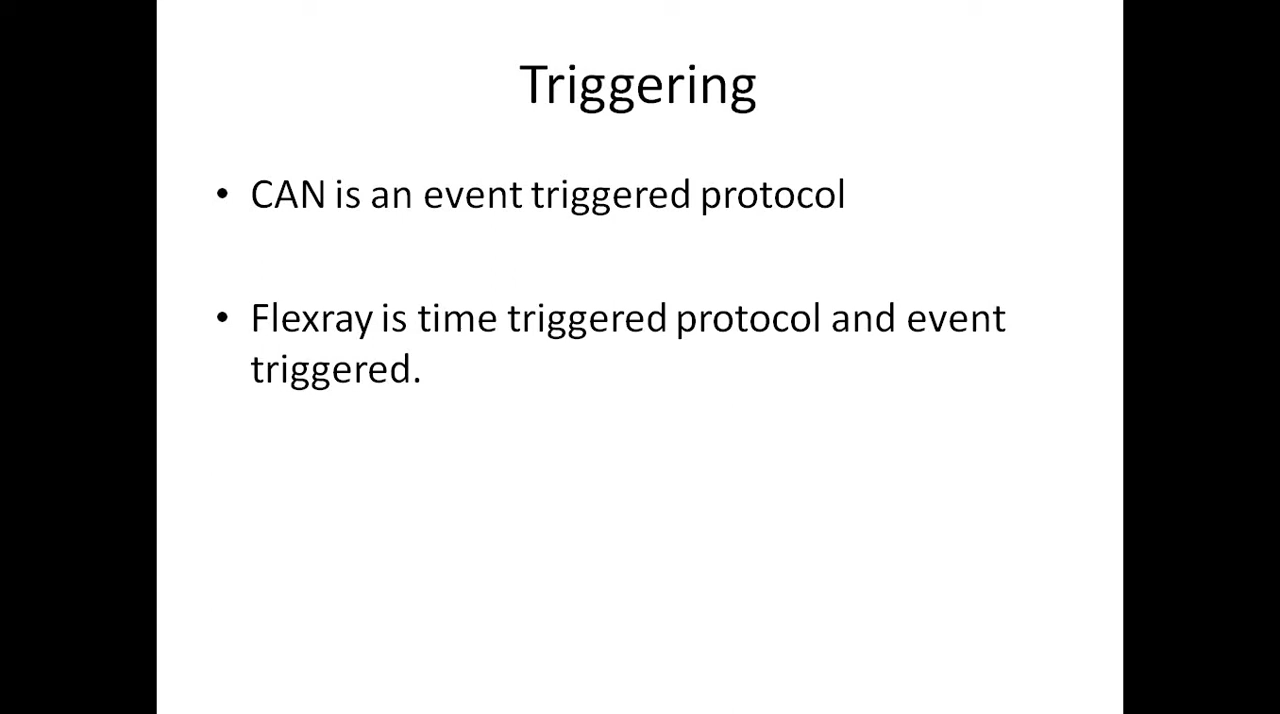 Triggering
• CAN is an event triggered protocol
• Flexray is time triggered protocol and event
triggered.